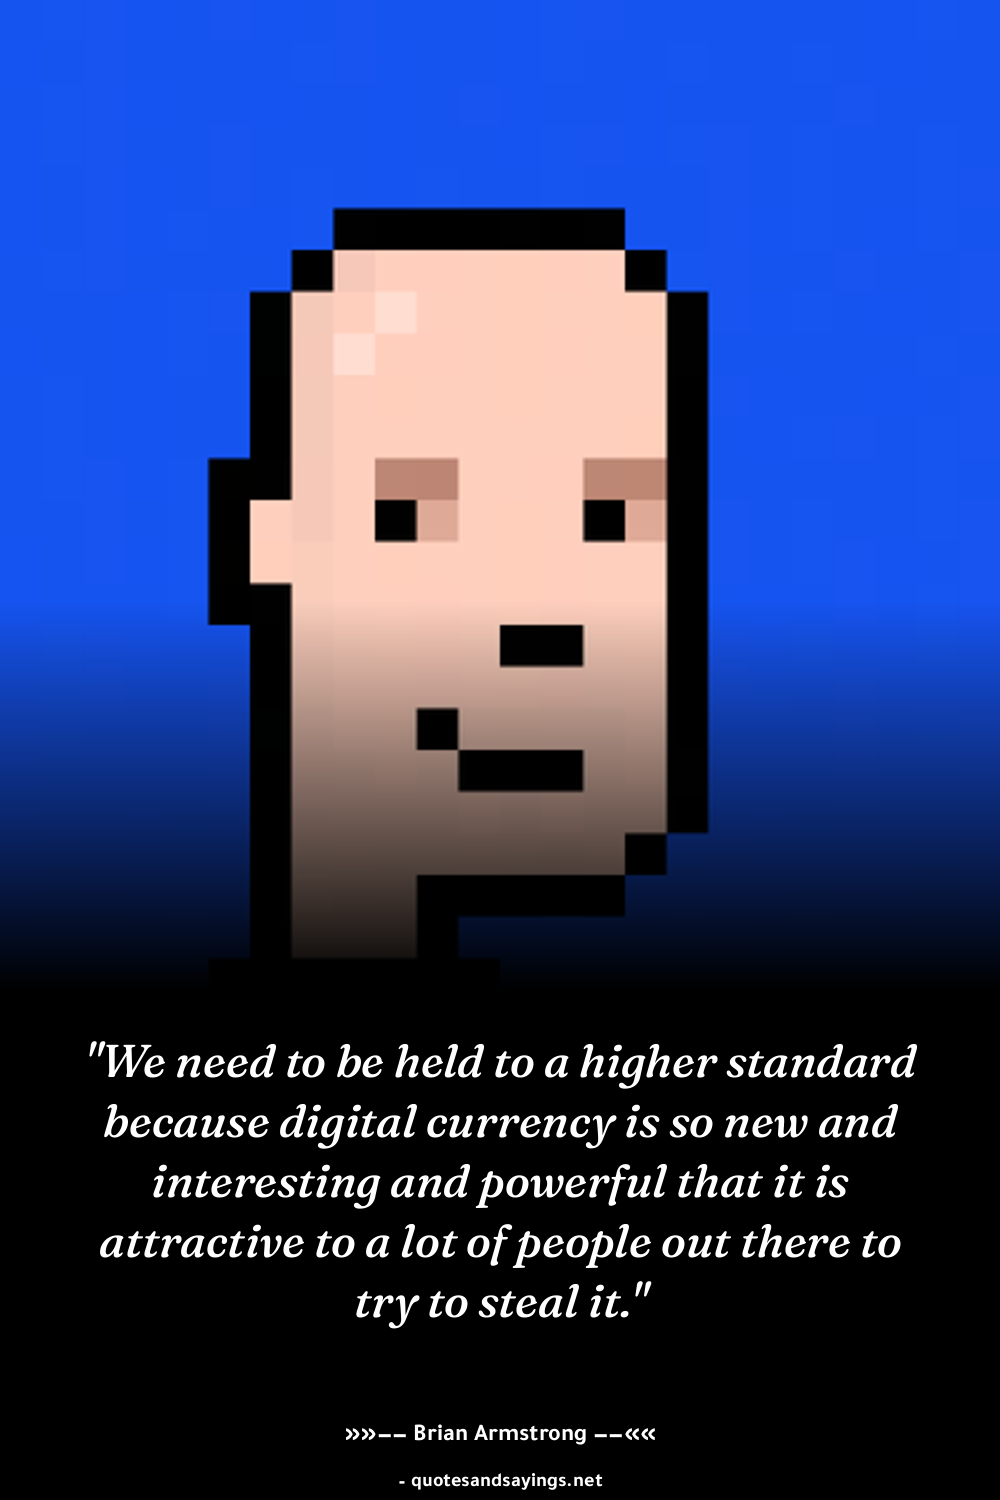 "We need to be held to a higher standard
because digital currency is so new and
interesting and powerful that it is
attractive to a lot of people out there to
try to steal it."
»»−− Brian Armstrong −−««
- quotesandsayings.net